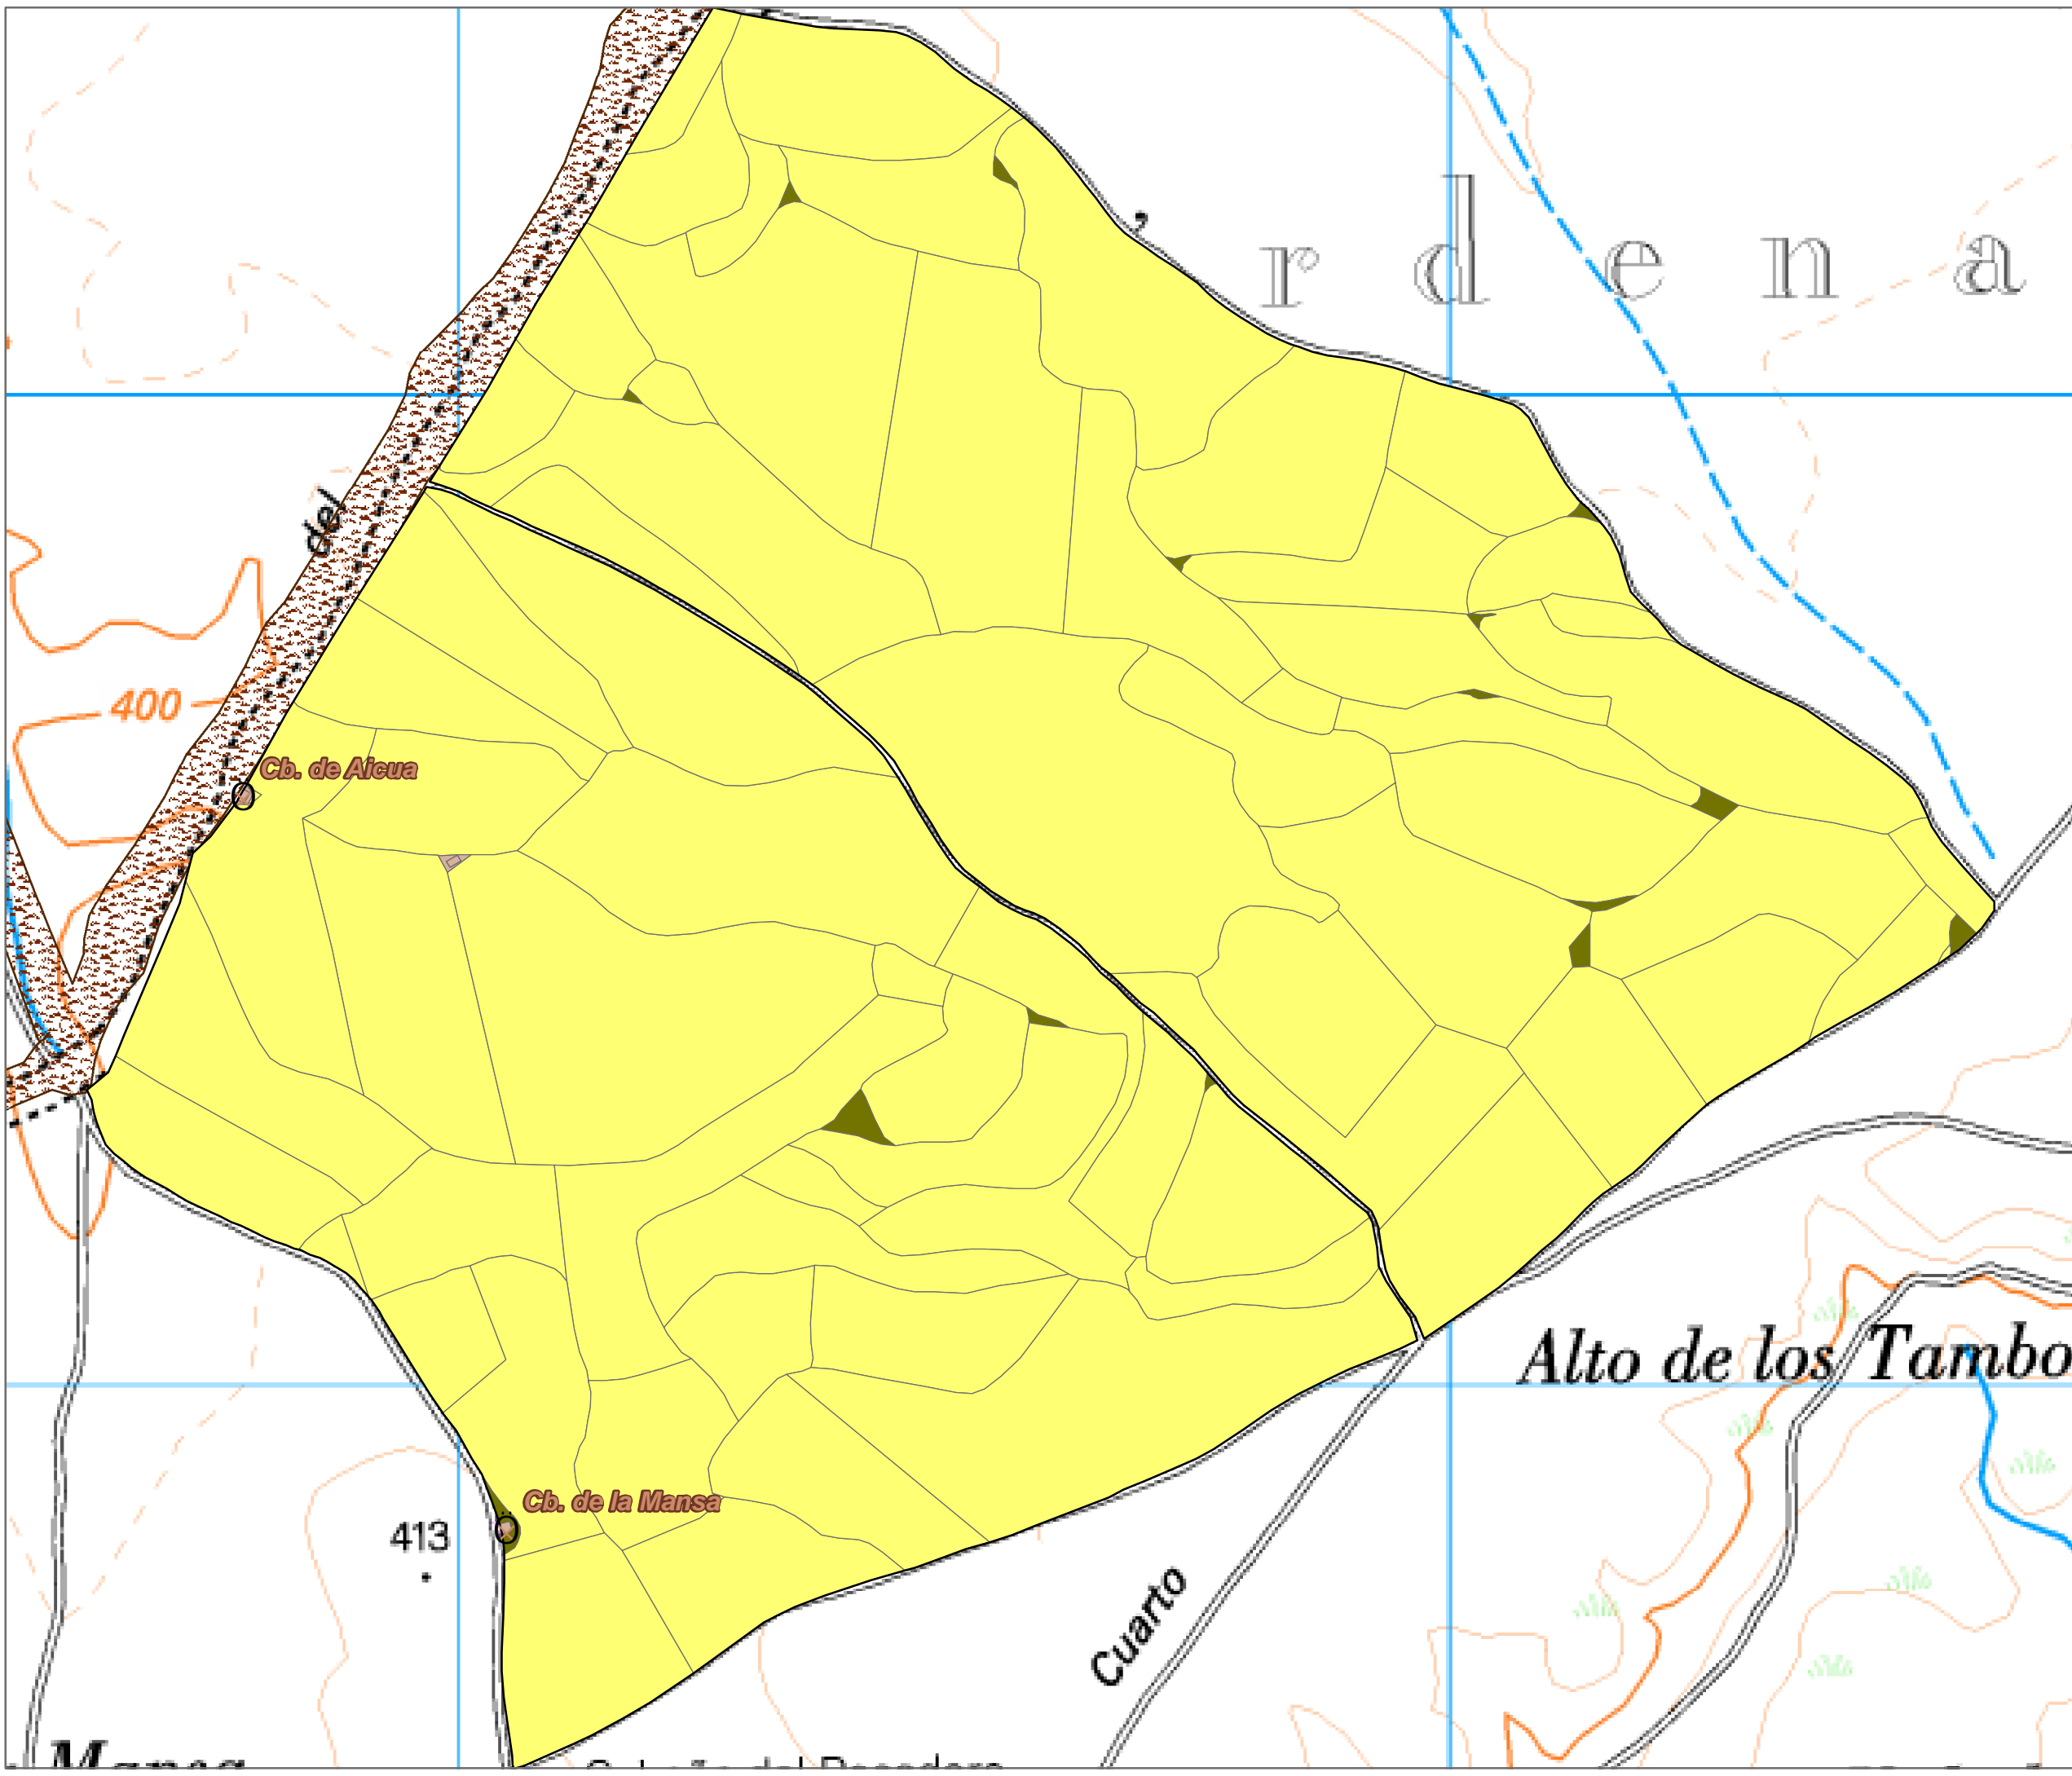 r d e n a
del
400
Cb. de Aicua
Alto de los Tambo
Cb. de la Mansa
413
Cuarto